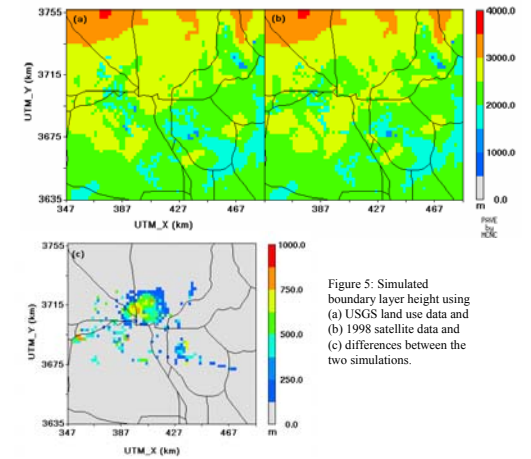 (a)
(b)
3755
3715
3675
3635
UTM_Y (km)
347
387
427
467
347
387
427
467
UTM_X (km)
UTM_X (km)
4000.0
3000.0
2000.0
1000.0
0.0
m
PAVE
by
MCNC
(c)
3755
3715
3675
3635
UTM_Y (km)
347
387
427
467
UTM_X (km)
1000.0
750.0
500.0
250.0
0.0
m
Figure 5: Simulated
boundary layer height using
(a) USGS land use data and
(b) 1998 satellite data and
(c) differences between the
two simulations.